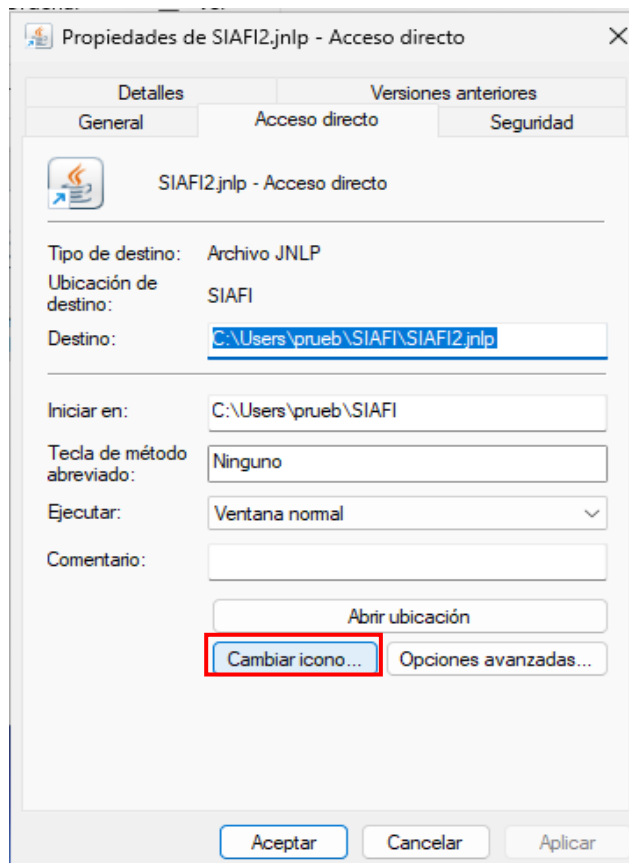 Propiedades de SIAFI2.jnlp - Acceso directo
Detalles
Versiones anteriores
General
Acceso directo
Seguridad
SIAFI2.jnlp - Acceso directo
Tipo de destino: Archivo JNLP
Ubicación de destino: SIAFI
Destino: C:\Users\prueb\SIAFI\SIAFI2.jnlp
Iniciar en: C:\Users\prueb\SIAFI
Tecla de método abreviado: Ninguno
Ejecutar: Ventana normal
Comentario:
Abrir ubicación
Cambiar icono...
Opciones avanzadas...
Aceptar
Cancelar
Aplicar